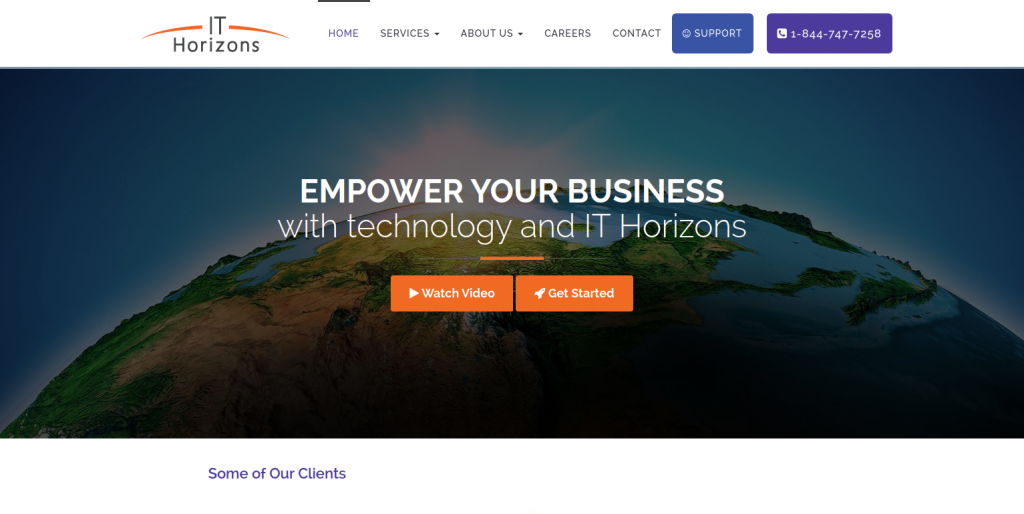 IT
Horizons
HOME
SERVICES
ABOUT US
CAREERS
CONTACT
SUPPORT
1-844-747-7258
EMPOWER YOUR BUSINESS
with technology and IT Horizons
Watch Video
Get Started
Some of Our Clients